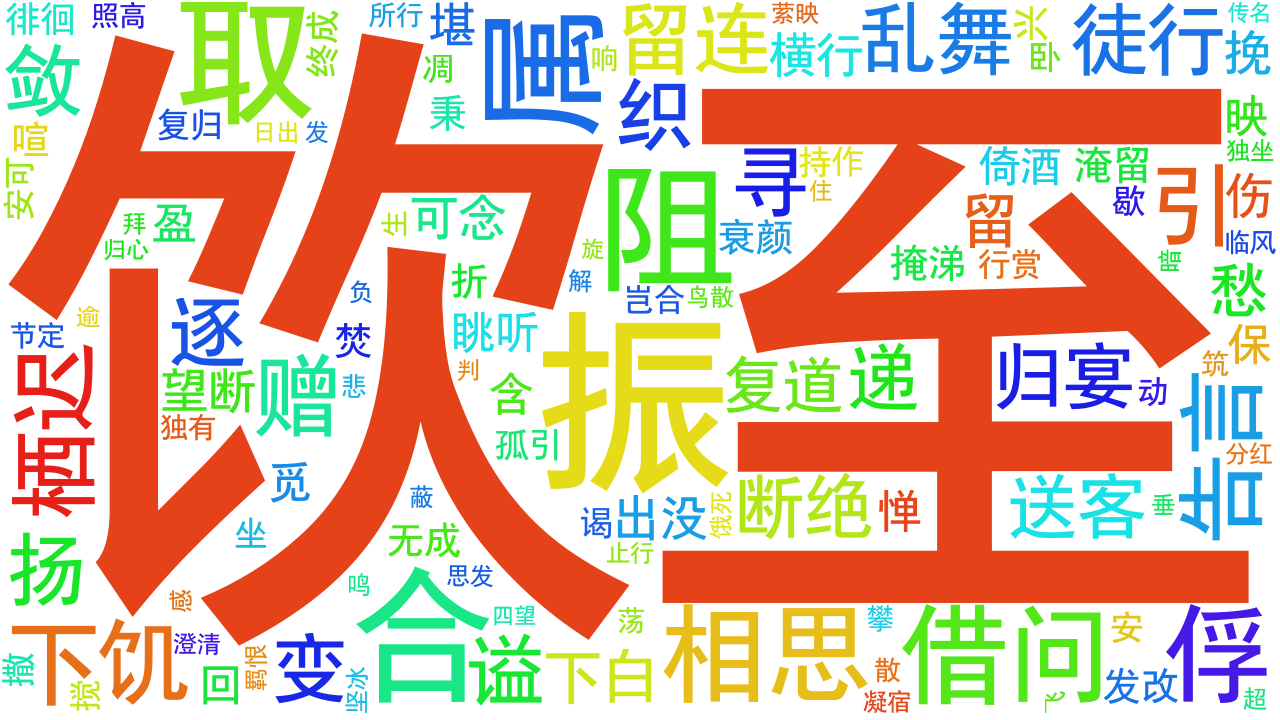 徘徊
照高
取
终成
所行
堪
凋
留连
萦映
横行
乱舞
兴
卧
徒行
传名
挽
敛
喧
安可
复归
日出
发
秉
响
织
寻
持作
住
倚酒
淹留
歇
引
映
独坐
伤
临风
饮至
拜
归心
盈
生
可念
旋
阻
衰颜
留
掩涕
行赏
愁
节定
逾
逐
负
焚
折
解
岂合
鸟散
眺听
保
栖迟
望断
赠
悲
判
含
振
复道
递
归宴
动
筑
独有
孤引
告言
分红
觅
蔽
谒
出没
饿死
断绝
惮
送客
垂
坐
无成
止行
扬
鸣
思发
感
合
四望
荡
攀
下饥
澄清
羁恨
变
谥
下白
相思
借问
安
俘
撒
搅
回
坚冰
散
凝宿
发改
飞
超